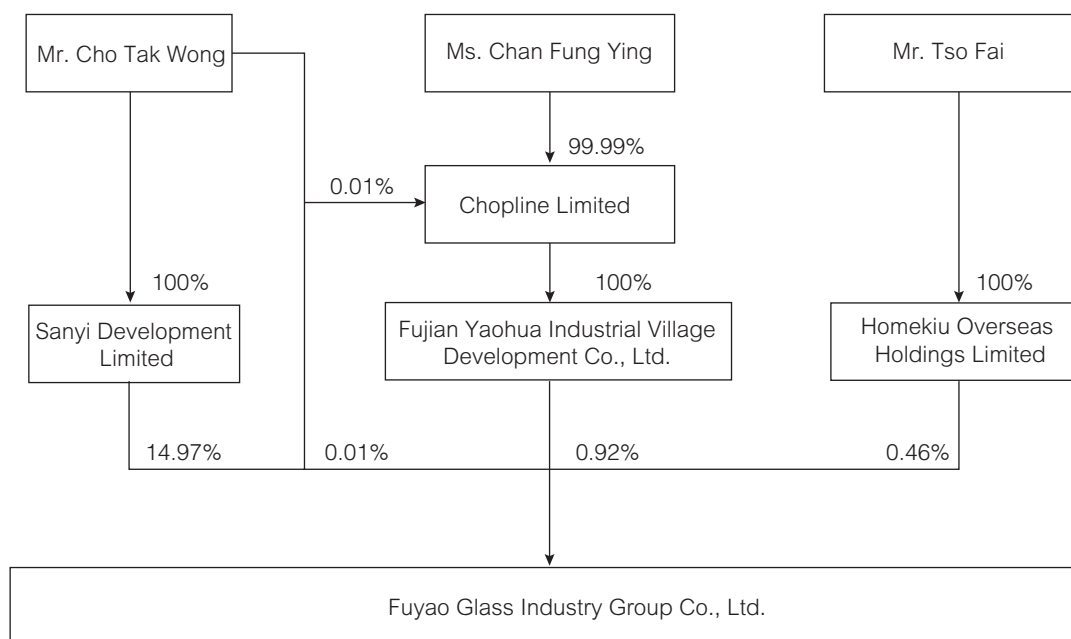 Mr. Cho Tak Wong
Ms. Chan Fung Ying
Mr. Tso Fai
99.99%
0.01%
Chopline Limited
100%
100%
100%
Sanyi Development
Limited
Fujian Yaohua Industrial Village
Development Co., Ltd.
Homekiu Overseas
Holdings Limited
14.97%
0.01%
0.92%
0.46%
Fuyao Glass Industry Group Co., Ltd.